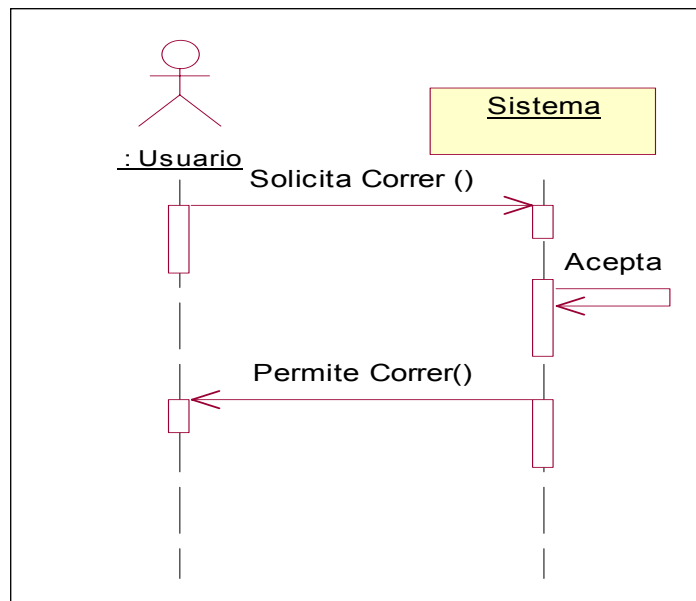 Sistema
: Usuario
Solicita Correr ()
Acepta
Permite Correr()